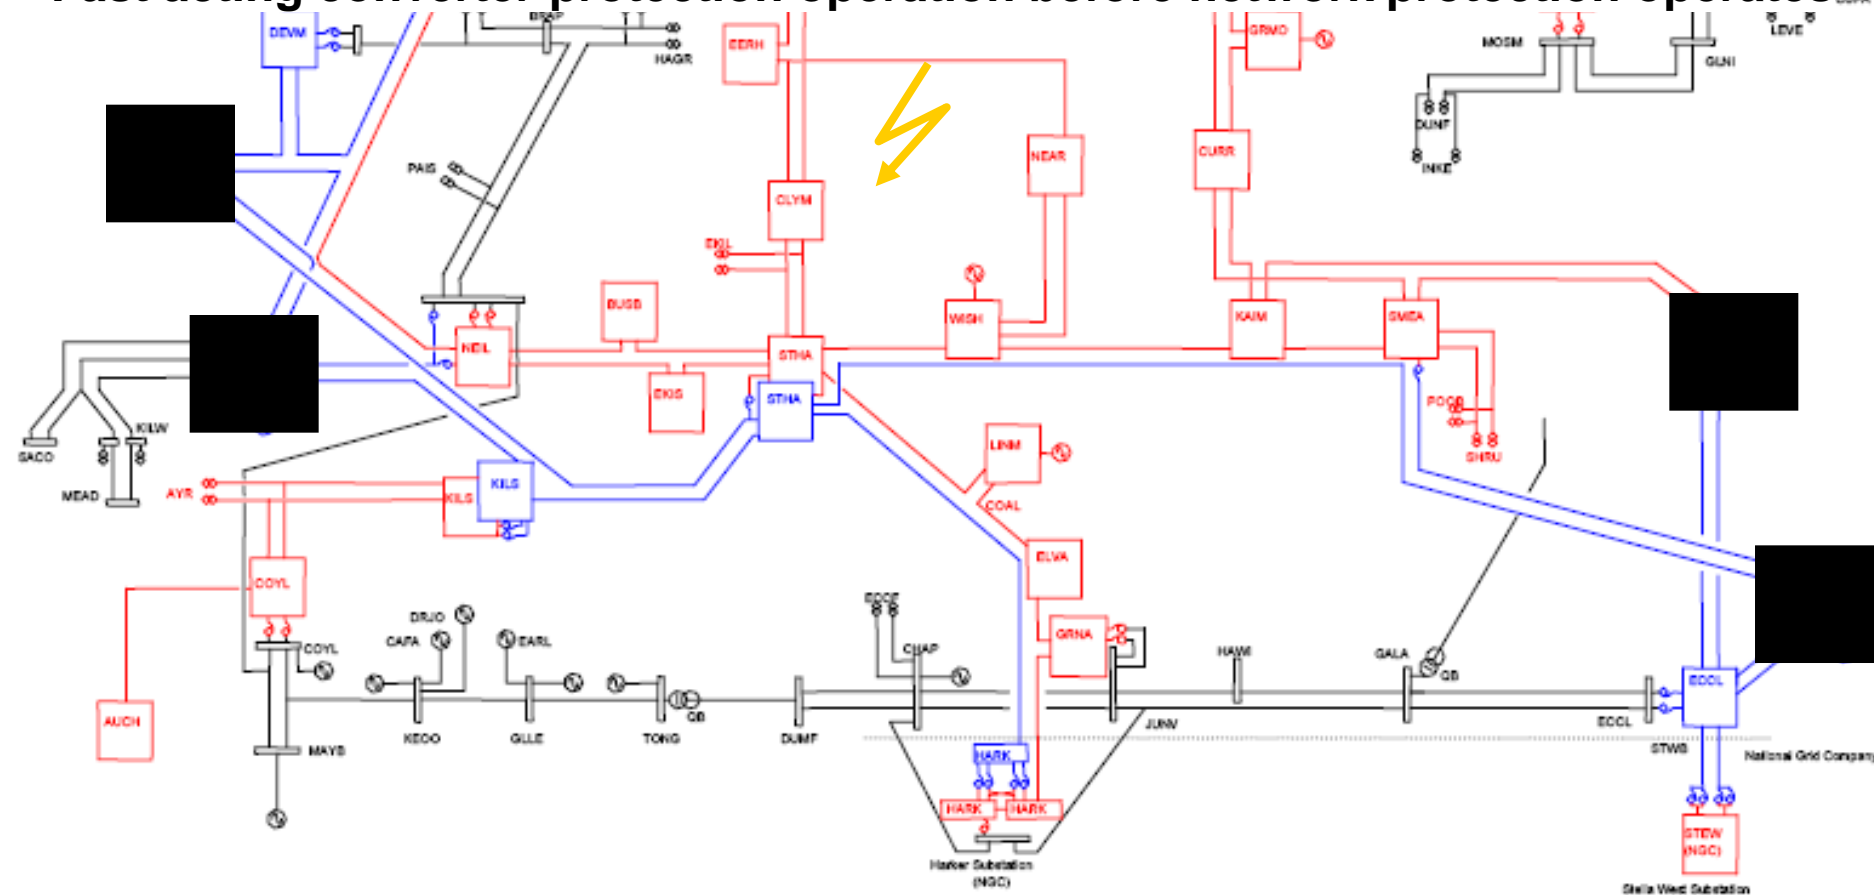 Fast acting converter protection operation before network protection operates
DEVM
BRAP
HAGR
EERH
GRMO
MOSM
LEVE
GLNI
DUNF
INKE
PAIS
CURR
NEAR
CLYM
EKIL
BUSB
WISH
KAIM
SMEA
NEIL
STHA
EKIS
STHA
POOB
SHRU
KILW
SACO
MEAD
AYR
KILS
KILS
LINM
COAL
ELVA
COYL
DRJO
CAFA
EARL
ECCF
GRNA
COYL
CHAP
HAWI
GALA
QB
ECCL
AUCH
QB
JUNV
ECCL
MAYB
KEOO
GLLE
TONG
DUMF
STWB
HARK
National Grid Company
HARK
HARK
STEW
(NGC)
Harker Substation
(NGC)
Stella West Substation